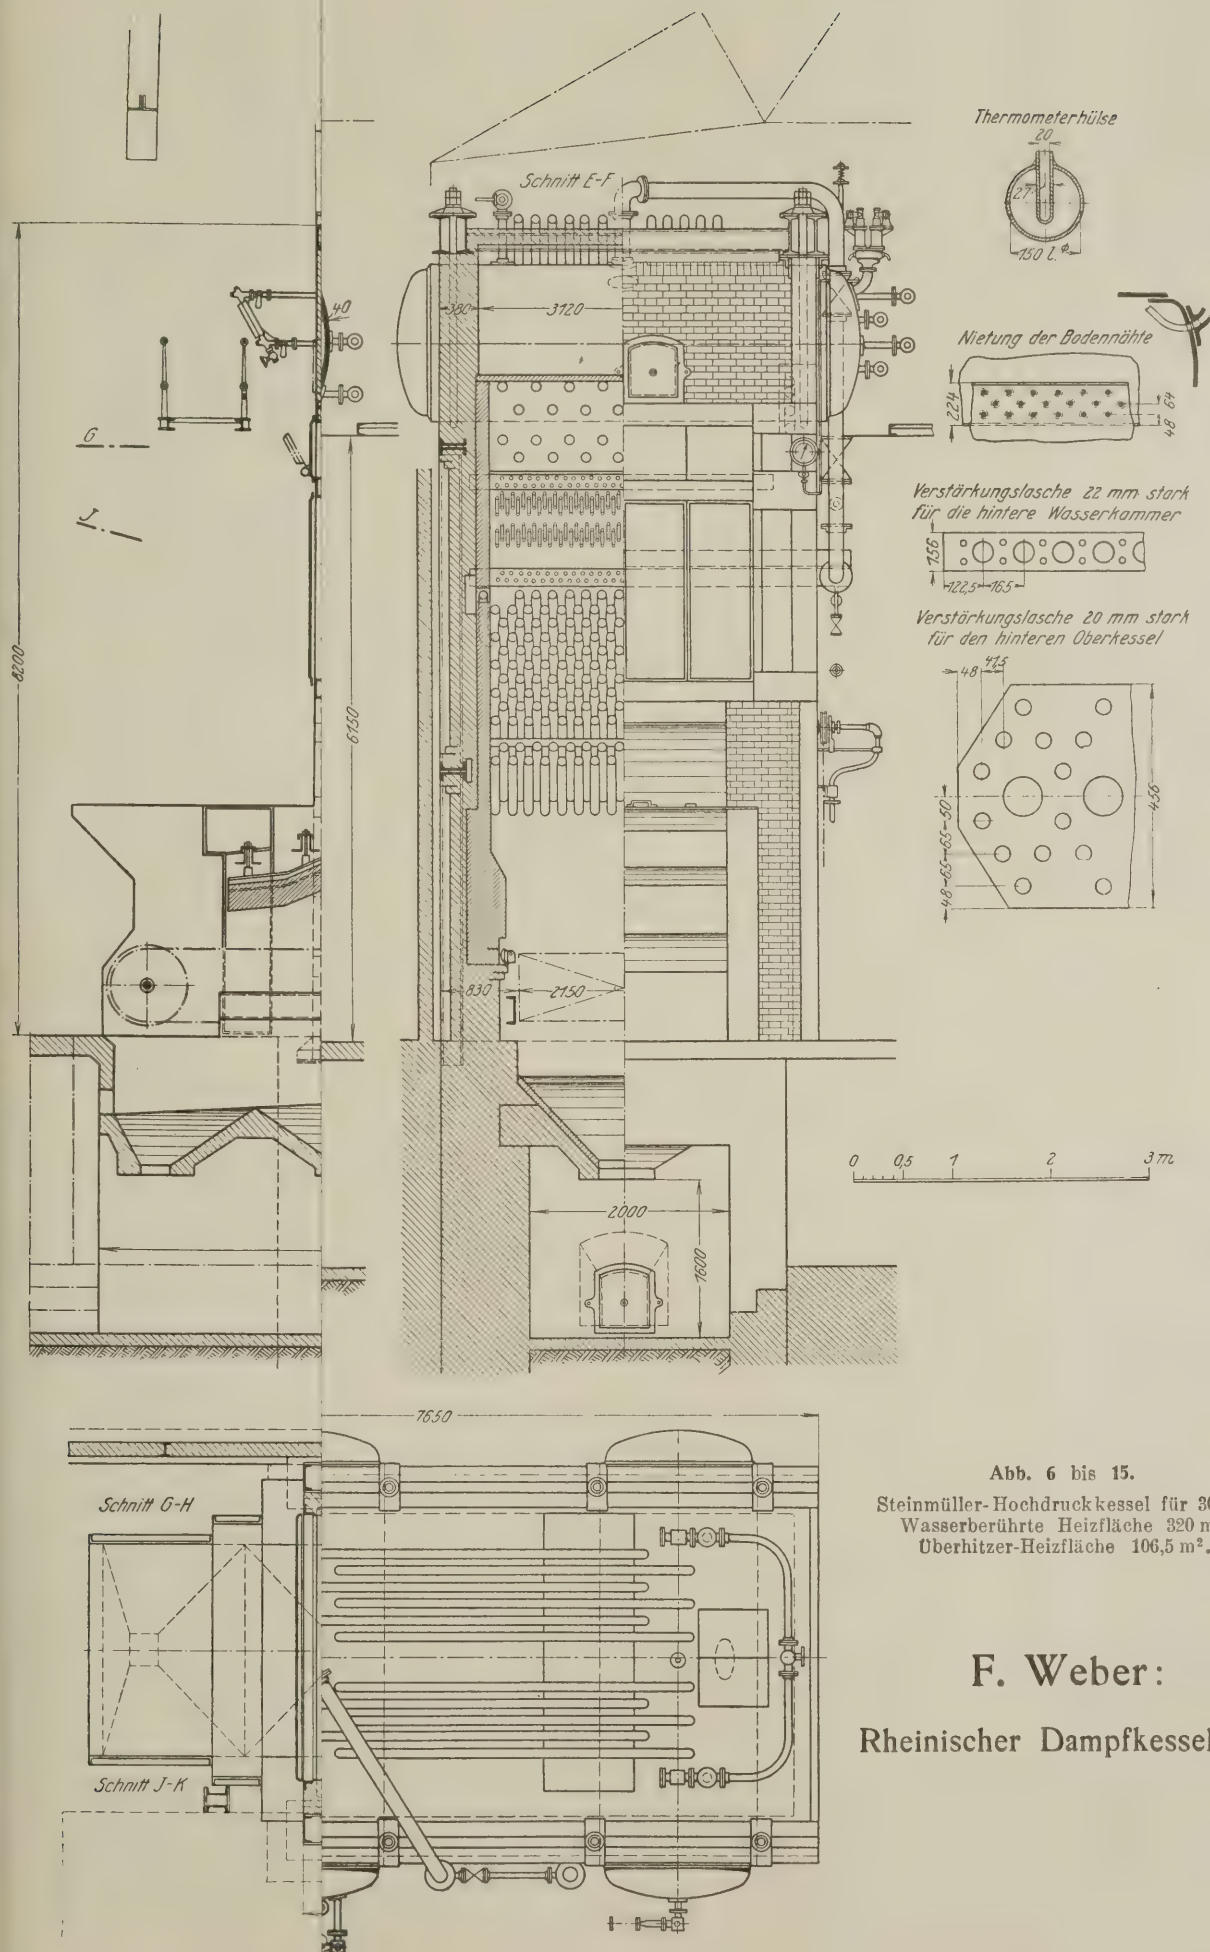 Thermometerhülse
20
27
150 l. ⌀
Schnitt E-F
380
3120
40
Nietung der Bodennähte
224
48 64
G
J
Verstärkungslasche 22 mm stark
für die hintere Wasserkammer
156
122,5 165
Verstärkungslasche 20 mm stark
für den hinteren Oberkessel
48 47,5
456
48-65-65-65-50
8200
6150
830
2150
0 0,5 1 2 3 m
2000
1600
7650
Schnitt G-H
Schnitt J-K
Abb. 6 bis 15.
Steinmüller-Hochdruckkessel für
Wasserberührte Heizfläche 320
Überhitzer-Heizfläche 106,5 m².
F. Weber:
Rheinischer Dampfkessel